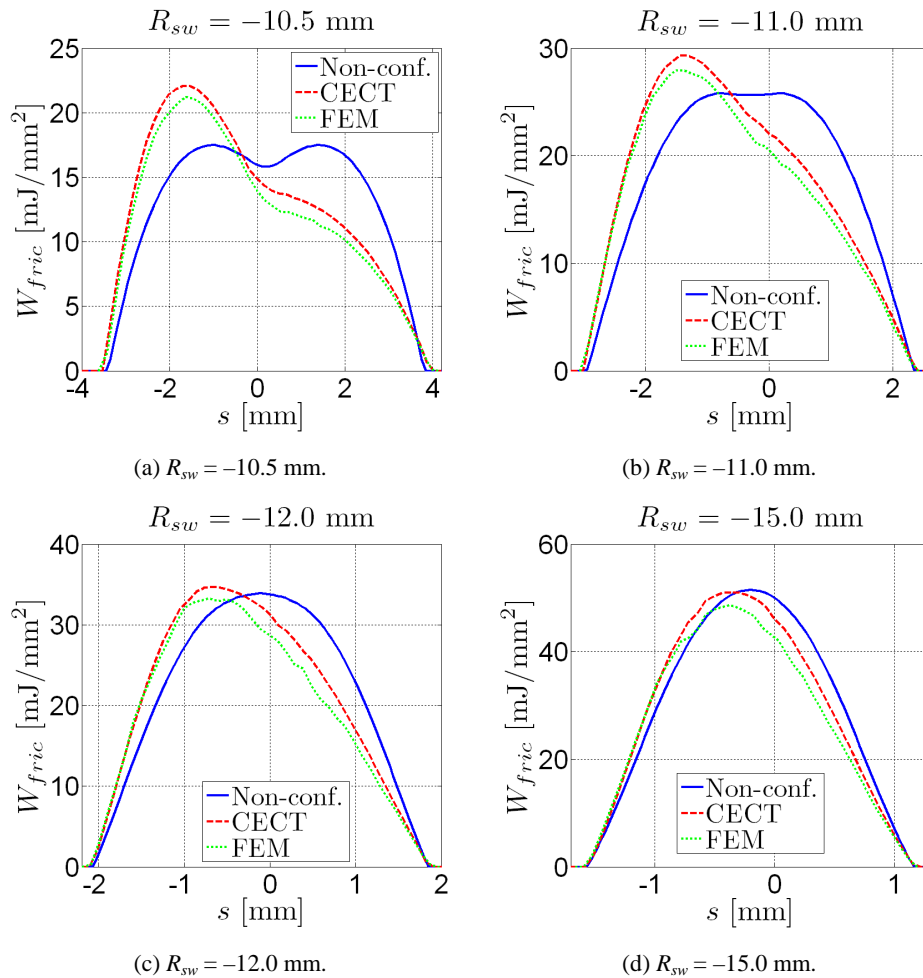 R_sw = −10.5 mm
25
20
15
10
5
0
-4
-2
0
2
4
W_fric [mJ/mm²]
s [mm]
Non-conf.
CECT
FEM
(a) R_sw = –10.5 mm.
R_sw = −11.0 mm
30
20
10
0
-2
0
2
W_fric [mJ/mm²]
s [mm]
Non-conf.
CECT
FEM
(b) R_sw = –11.0 mm.
R_sw = −12.0 mm
40
30
20
10
0
-2
-1
0
1
2
W_fric [mJ/mm²]
s [mm]
Non-conf.
CECT
FEM
(c) R_sw = –12.0 mm.
R_sw = −15.0 mm
60
40
20
0
-1
0
1
W_fric [mJ/mm²]
s [mm]
Non-conf.
CECT
FEM
(d) R_sw = –15.0 mm.